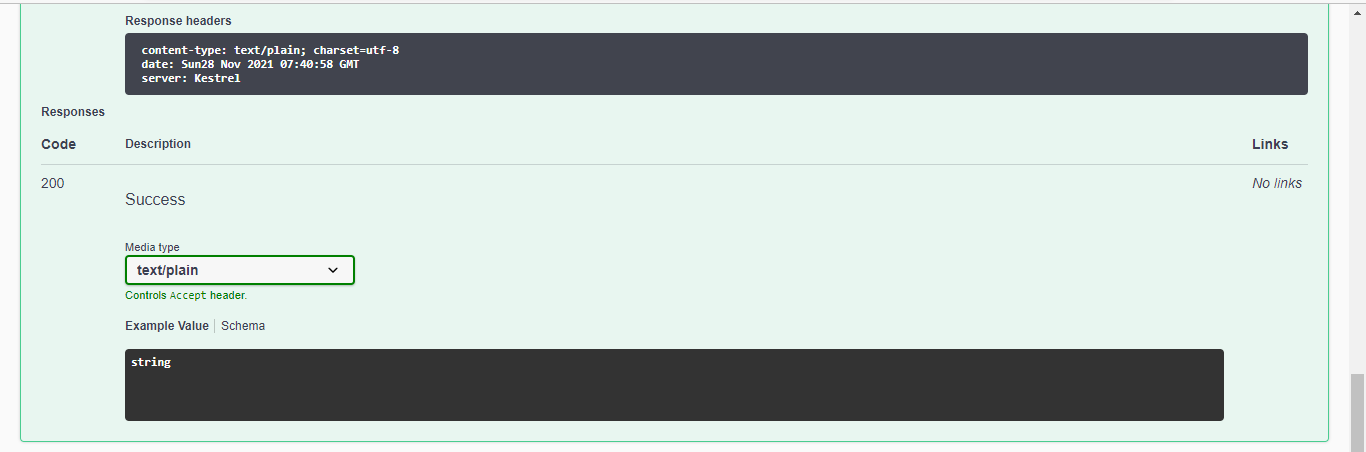 Response headers
content-type: text/plain; charset=utf-8
date: Sun28 Nov 2021 07:40:58 GMT
server: Kestrel
Responses
Code Description Links
200 Success No links
Media type
text/plain
Controls Accept header.
Example Value Schema
string